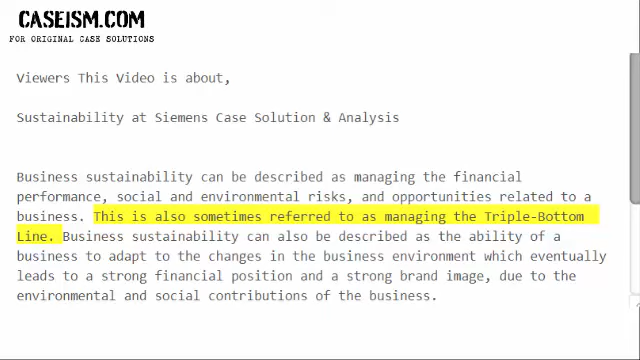 CASEISM.COM
FOR ORIGINAL CASE SOLUTIONS
Viewers This Video is about,
Sustainability at Siemens Case Solution & Analysis
Business sustainability can be described as managing the financial
performance, social and environmental risks, and opportunities related to a
business. This is also sometimes referred to as managing the Triple-Bottom
Line. Business sustainability can also be described as the ability of a
business to adapt to the changes in the business environment which eventually
leads to a strong financial position and a strong brand image, due to the
environmental and social contributions of the business.